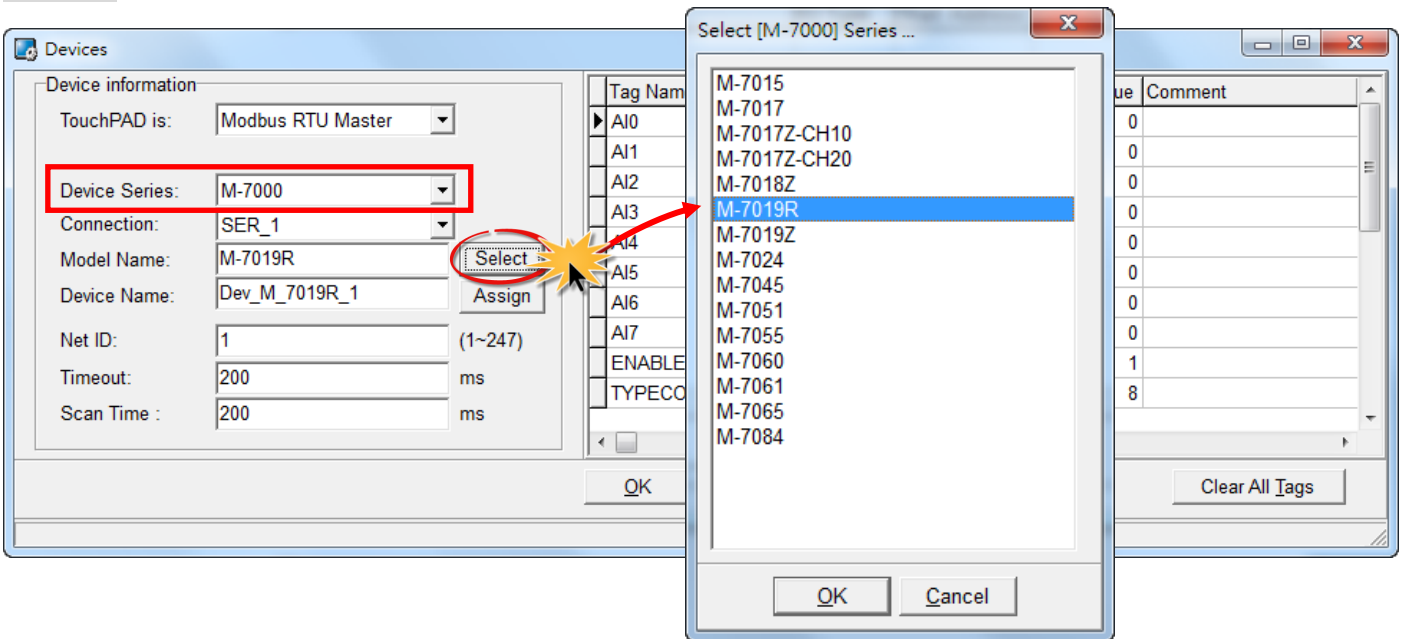 Devices
Device information
TouchPAD is: Modbus RTU Master
Device Series: M-7000
Connection: SER_1
Model Name: M-7019R Select
Device Name: Dev_M_7019R_1 Assign
Net ID: 1 (1~247)
Timeout: 200 ms
Scan Time : 200 ms
Tag Nam ue Comment
AI0 0
AI1 0
AI2 0
AI3 0
AI4 0
AI5 0
AI6 0
AI7 0
ENABLE 1
TYPECO 8
OK Clear All Tags
Select [M-7000] Series ...
M-7015
M-7017
M-7017Z-CH10
M-7017Z-CH20
M-7018Z
M-7019R
M-7019Z
M-7024
M-7045
M-7051
M-7055
M-7060
M-7061
M-7065
M-7084
OK Cancel